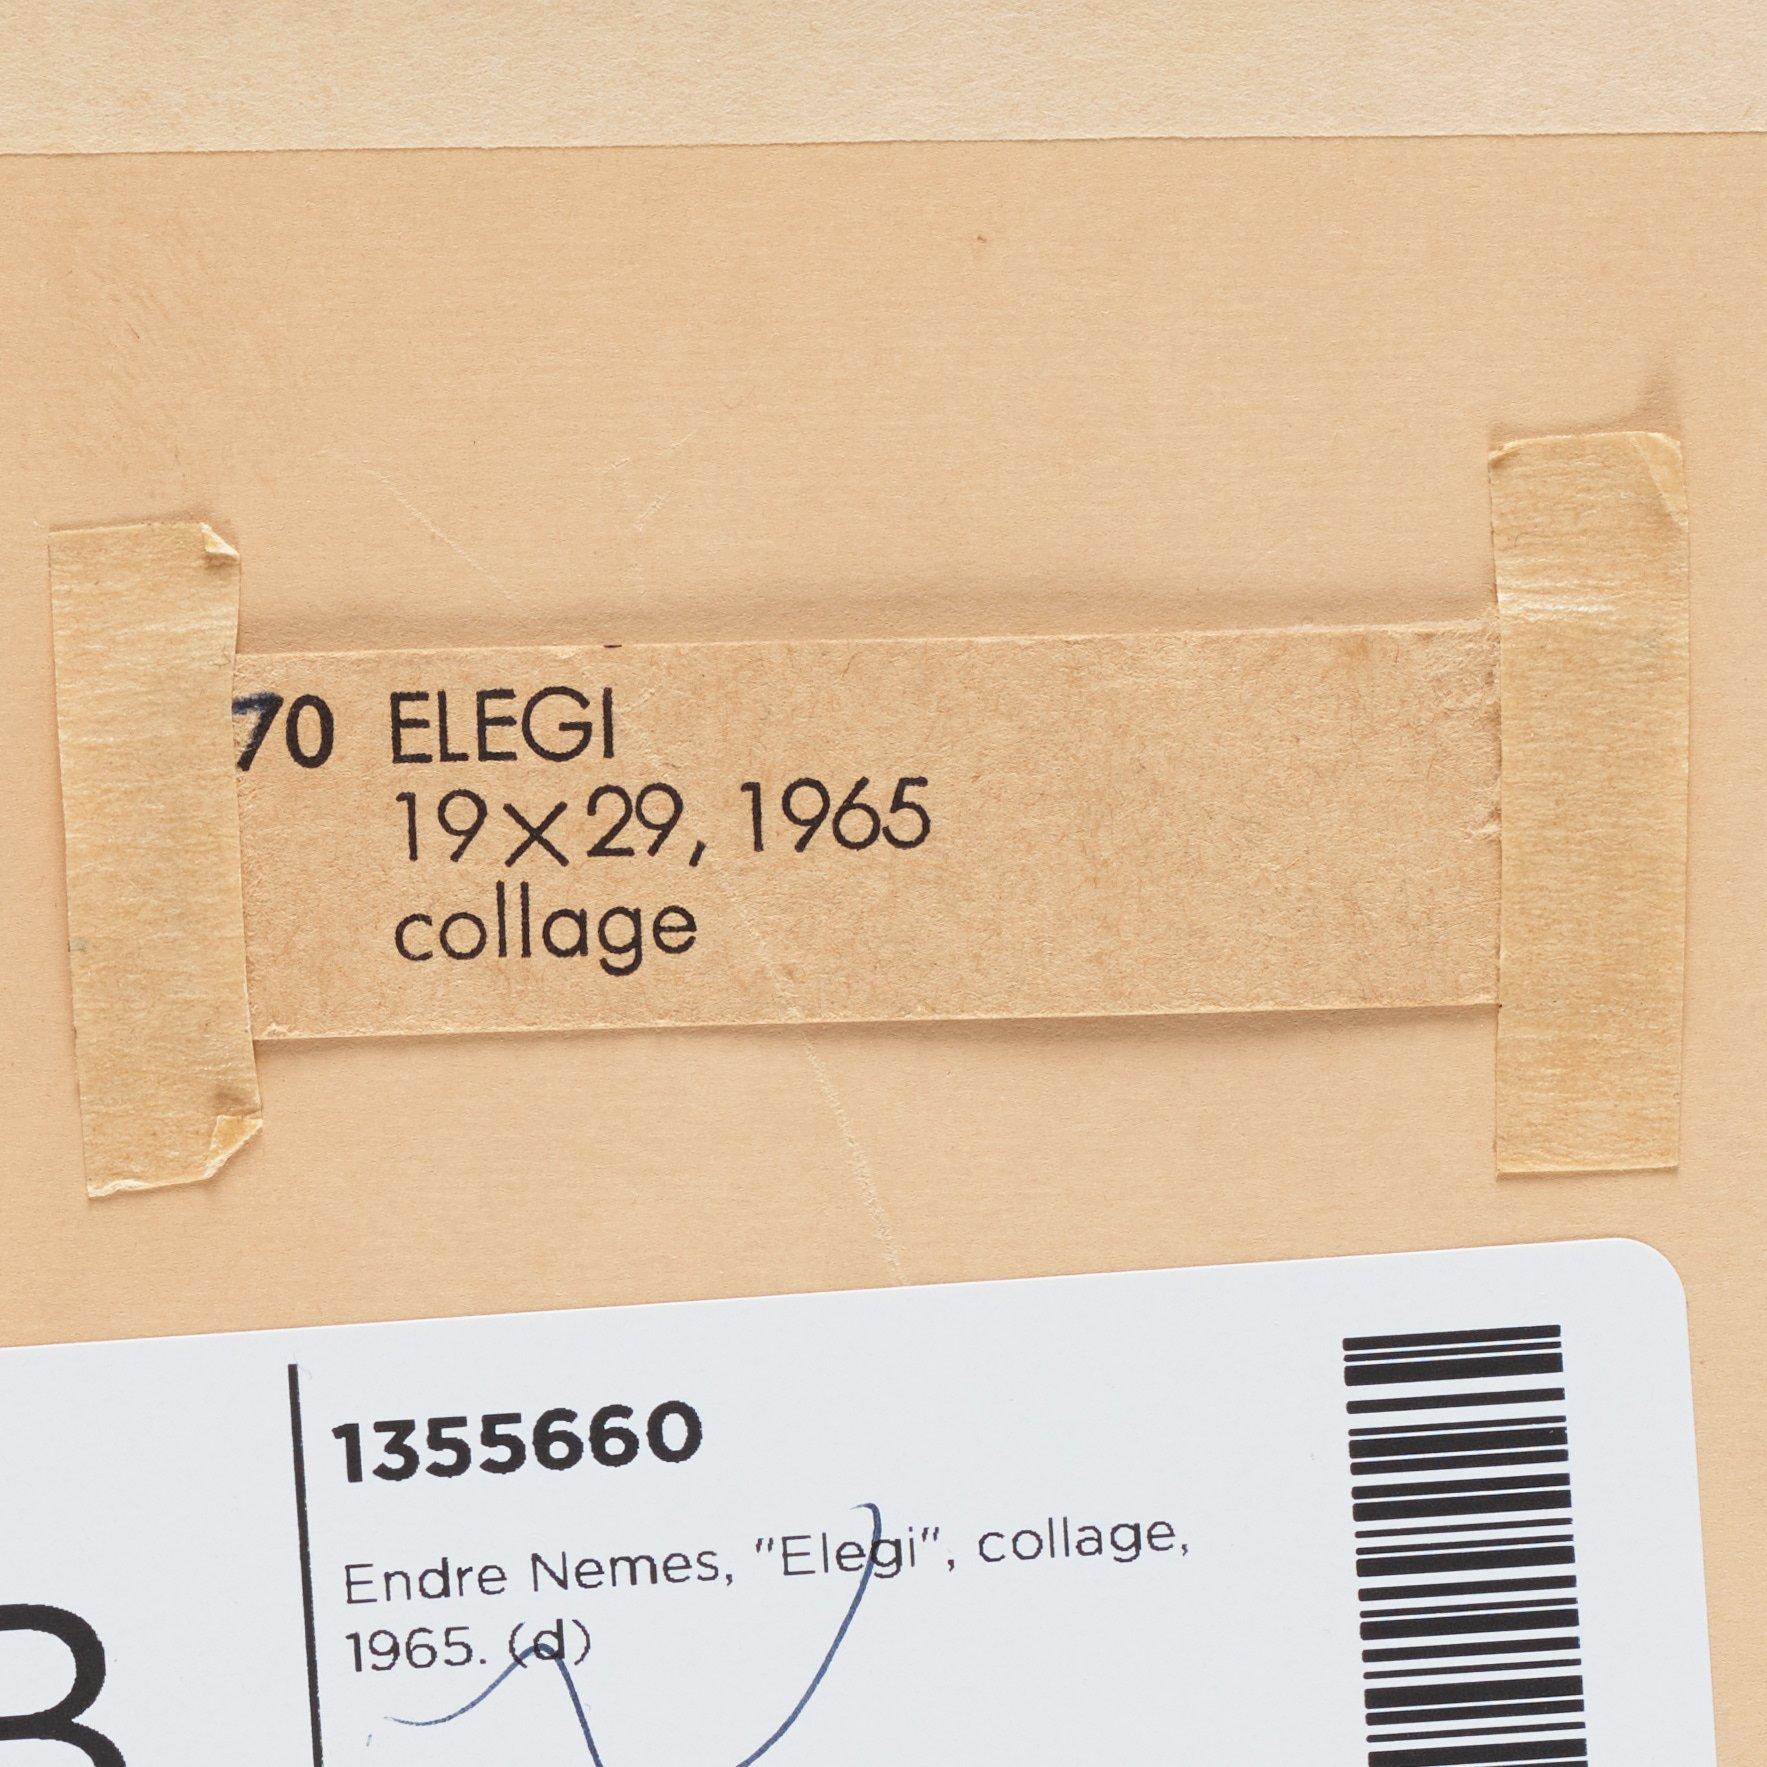 70 ELEGI
19×29, 1965
collage
1355660
Endre Nemes, "Elegi", collage,
1965. (d)